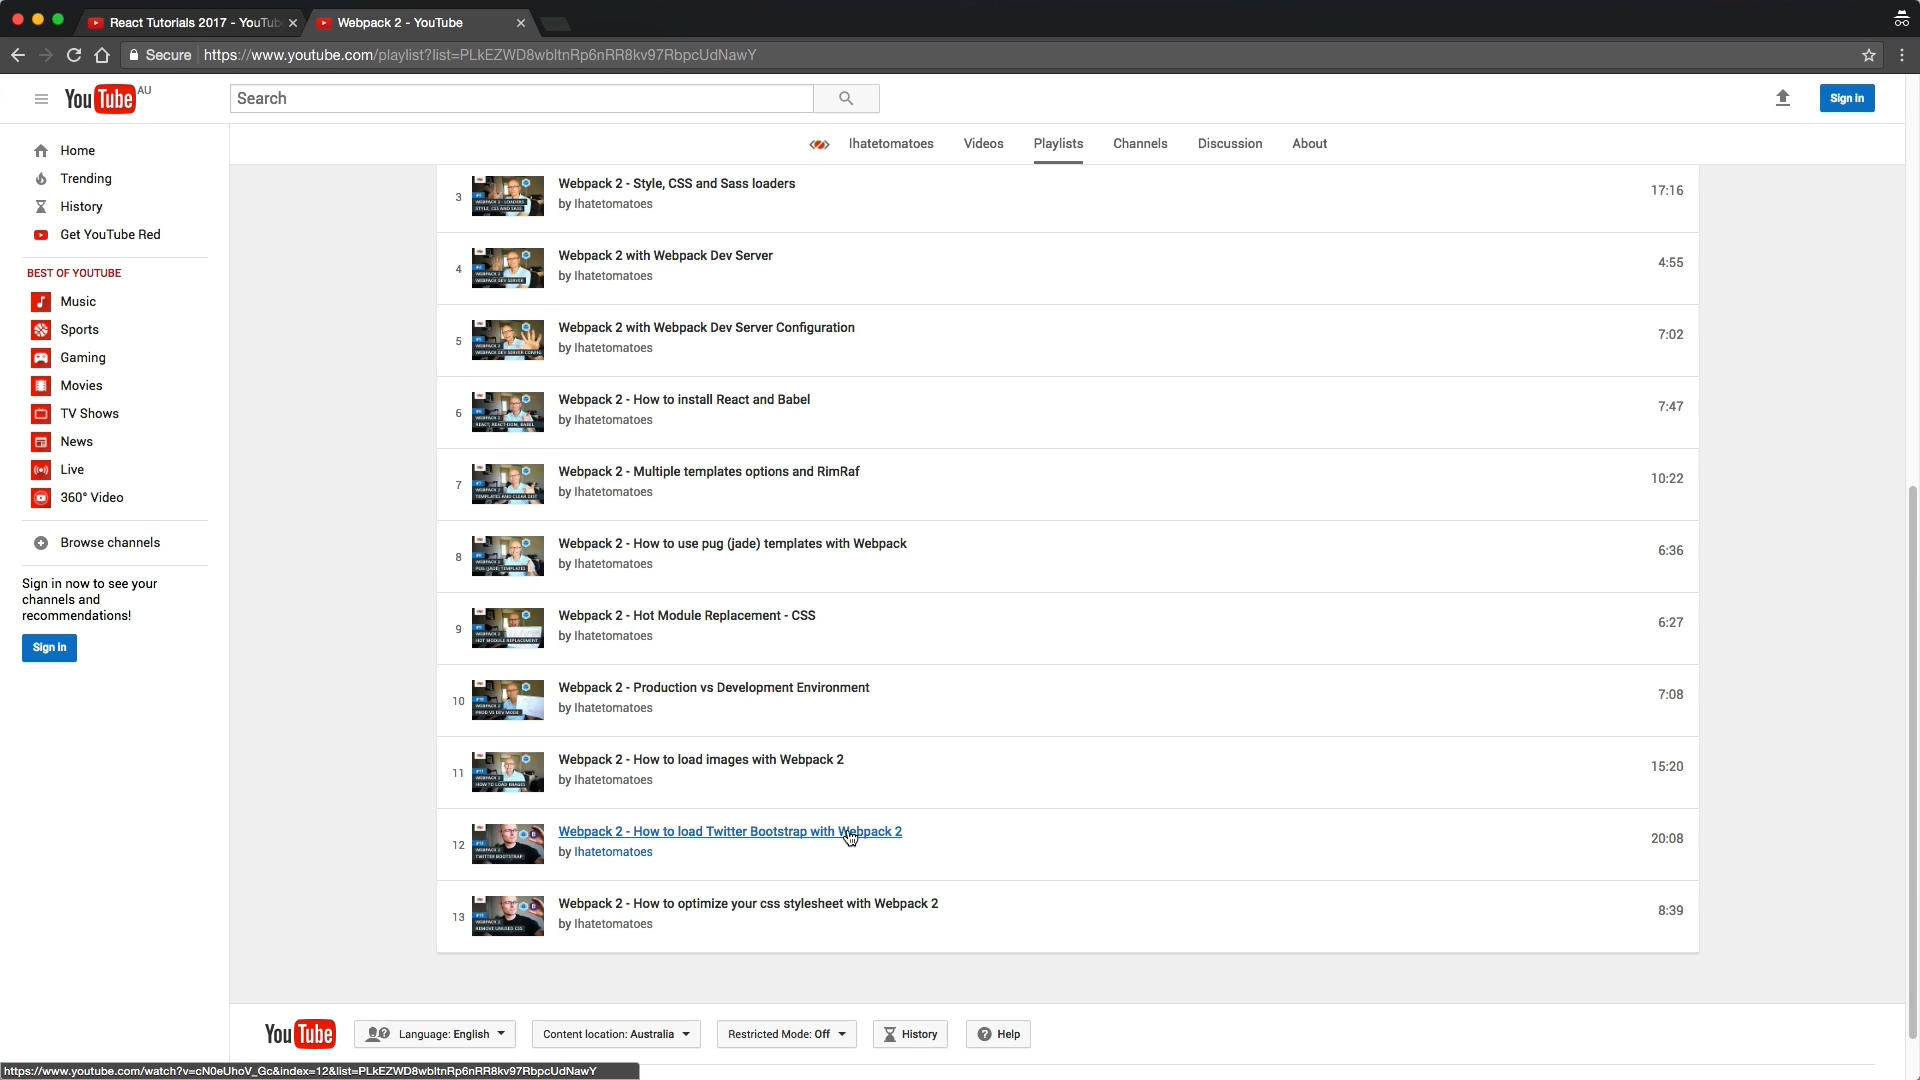 React Tutorials 2017 - YouTub
Webpack 2 - YouTube
Secure
https://www.youtube.com/playlist?list=PLkEZWD8wbltnRp6nRR8kv97RbpcUdNawY
YouTube AU
Search
Sign in
Home
Trending
History
Get YouTube Red
BEST OF YOUTUBE
Music
Sports
Gaming
Movies
TV Shows
News
Live
360° Video
Browse channels
Sign in now to see your
channels and
recommendations!
Sign in
Ihatetomatoes
Videos
Playlists
Channels
Discussion
About
3
Webpack 2 - Style, CSS and Sass loaders
17:16
by Ihatetomatoes
4
Webpack 2 with Webpack Dev Server
4:55
by Ihatetomatoes
5
Webpack 2 with Webpack Dev Server Configuration
7:02
by Ihatetomatoes
6
Webpack 2 - How to install React and Babel
7:47
by Ihatetomatoes
7
Webpack 2 - Multiple templates options and RimRaf
10:22
by Ihatetomatoes
8
Webpack 2 - How to use pug (jade) templates with Webpack
6:36
by Ihatetomatoes
9
Webpack 2 - Hot Module Replacement - CSS
6:27
by Ihatetomatoes
10
Webpack 2 - Production vs Development Environment
7:08
by Ihatetomatoes
11
Webpack 2 - How to load images with Webpack 2
15:20
by Ihatetomatoes
12
Webpack 2 - How to load Twitter Bootstrap with Webpack 2
20:08
by Ihatetomatoes
13
Webpack 2 - How to optimize your css stylesheet with Webpack 2
8:39
by Ihatetomatoes
YouTube
Language: English
Content location: Australia
Restricted Mode: Off
History
Help
https://www.youtube.com/watch?v=cN0eUhoV_Gc&index=12&list=PLkEZWD8wbltnRp6nRR8kv97RbpcUdNawY